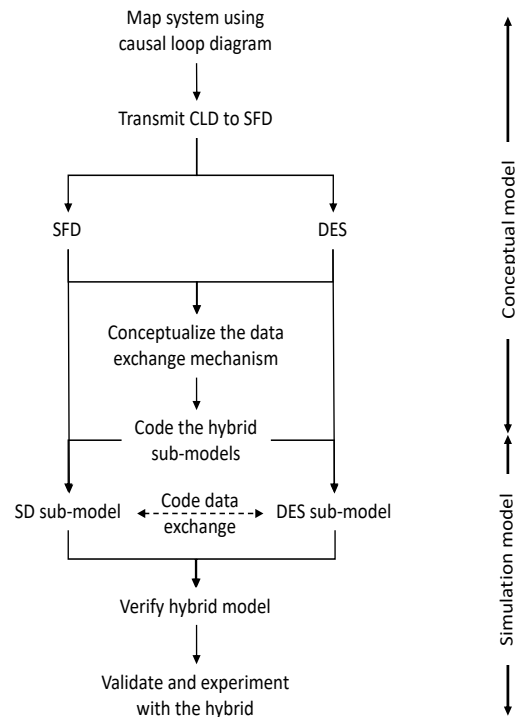 Map system using
causal loop diagram
Transmit CLD to SFD
SFD
DES
Conceptualize the data
exchange mechanism
Code the hybrid
sub-models
SD sub-model
Code data
exchange
DES sub-model
Verify hybrid model
Validate and experiment
with the hybrid
Conceptual model
Simulation model